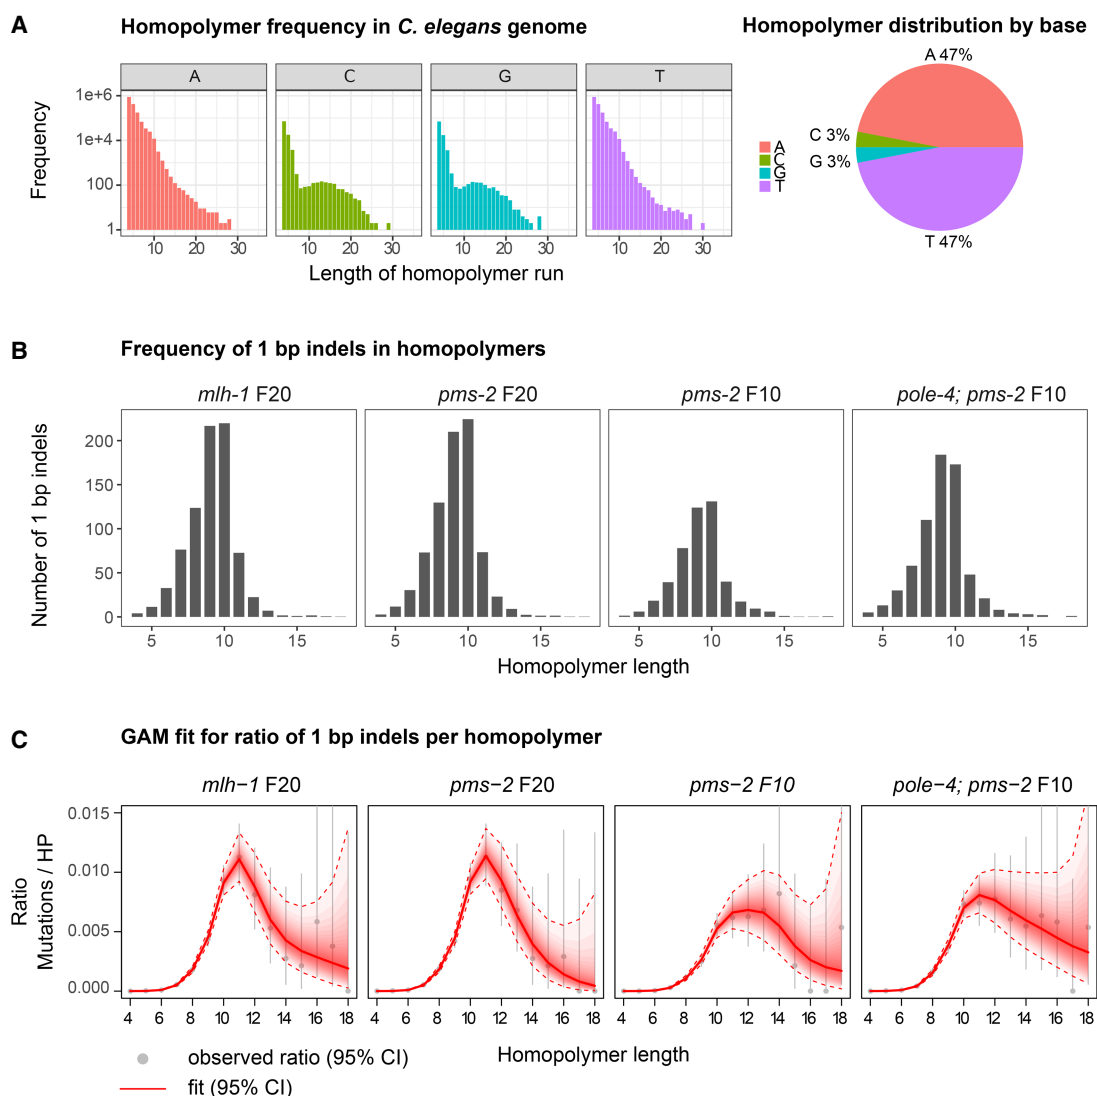 A
Homopolymer frequency in C. elegans genome
Homopolymer distribution by base
A C G T
Frequency
1e+6
1e+4
100
1
10 20 30 10 20 30 10 20 30 10 20 30
Length of homopolymer run
A 47%
C 3%
G 3%
T 47%
A
C
G
T
B
Frequency of 1 bp indels in homopolymers
mlh-1 F20 pms-2 F20 pms-2 F10 pole-4; pms-2 F10
Number of 1 bp indels
200
150
100
50
0
5 10 15 5 10 15 5 10 15 5 10 15
Homopolymer length
C
GAM fit for ratio of 1 bp indels per homopolymer
mlh−1 F20 pms−2 F20 pms−2 F10 pole−4; pms−2 F10
Ratio
Mutations / HP
0.015
0.010
0.005
0.000
4 6 8 10 12 14 16 18 4 6 8 10 12 14 16 18 4 6 8 10 12 14 16 18 4 6 8 10 12 14 16 18
Homopolymer length
observed ratio (95% CI)
fit (95% CI)